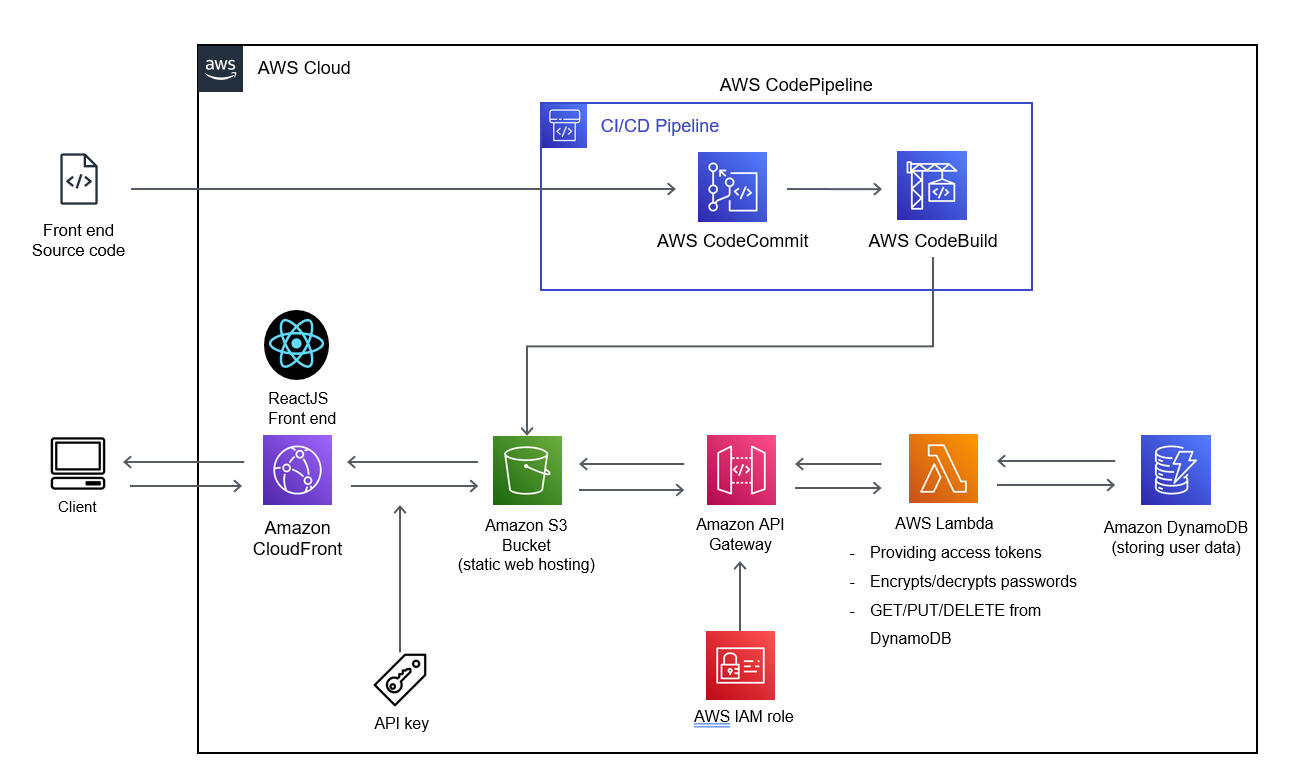 aws
AWS Cloud
AWS CodePipeline
CI/CD Pipeline
</>
</>
</>
</>
</>
AWS CodeCommit
AWS CodeBuild
Front end
Source code
ReactJS
Front end
</>
Client
Amazon
CloudFront
Amazon S3
Bucket
(static web hosting)
Amazon API
Gateway
AWS Lambda
- Providing access tokens
- Encrypts/decrypts passwords
- GET/PUT/DELETE from
DynamoDB
Amazon DynamoDB
(storing user data)
API key
AWS IAM role